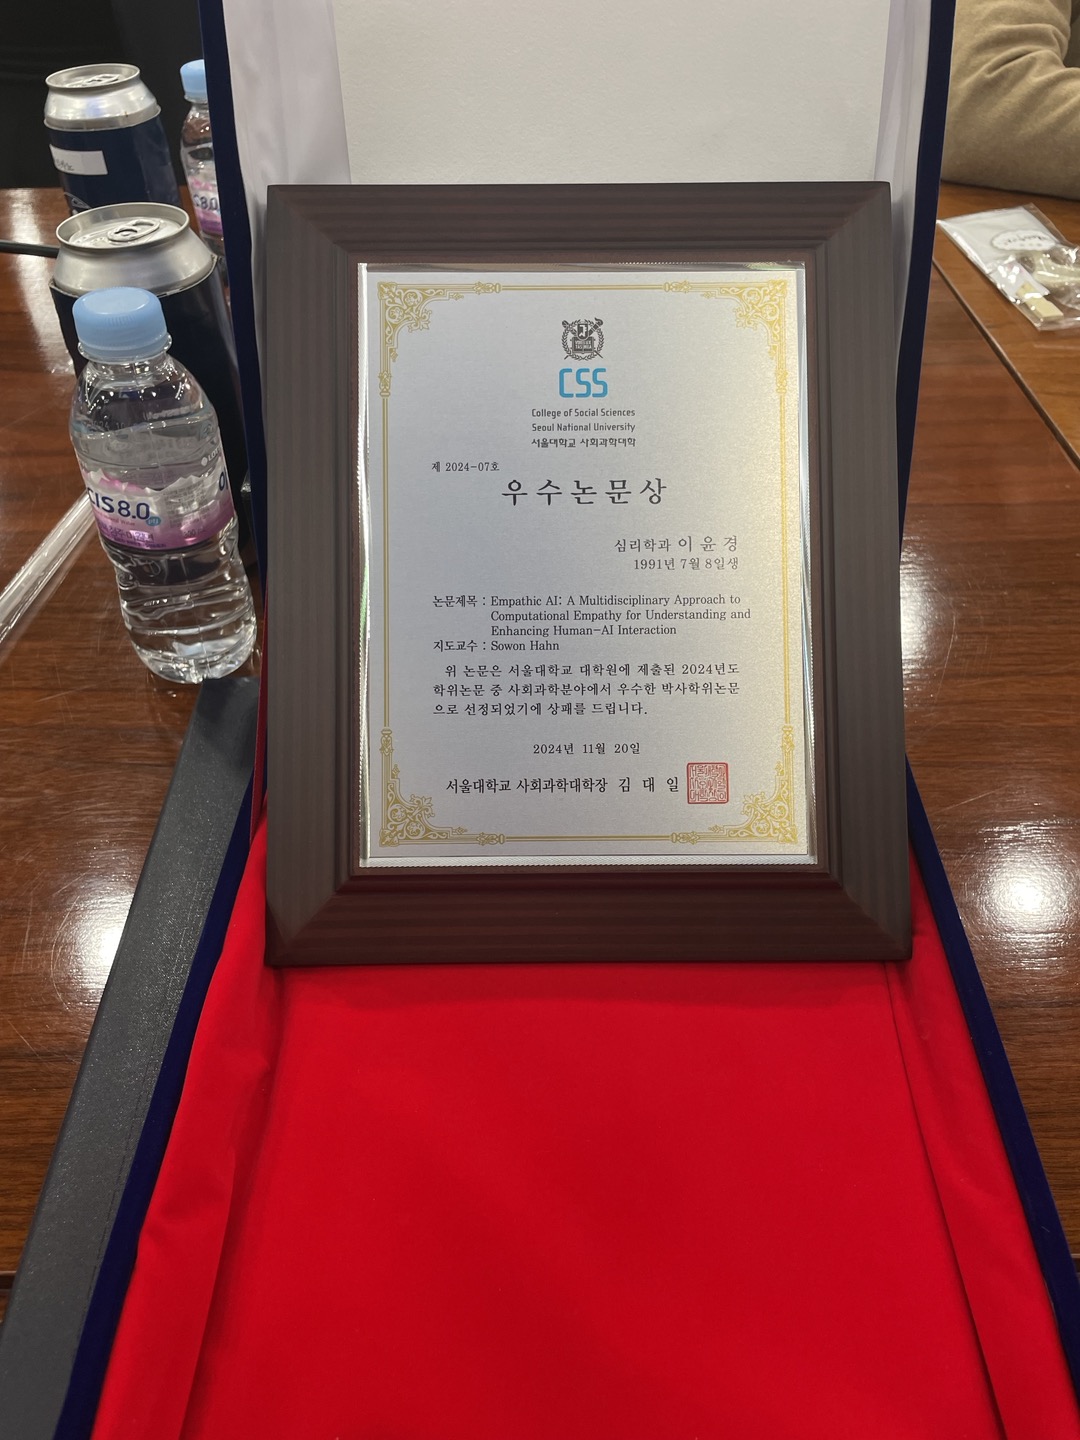 CSS
College of Social Sciences
Seoul National University
서울대학교 사회과학대학
제 2024-07호
우수논문상
심리학과 이 윤 경
1991년 7월 8일생
논문제목 : Empathic AI: A Multidisciplinary Approach to
Computational Empathy for Understanding and
Enhancing Human-AI Interaction
지도교수 : Sowon Hahn
위 논문은 서울대학교 대학원에 제출된 2024년도
학위논문 중 사회과학분야에서 우수한 박사학위논문
으로 선정되었기에 상패를 드립니다.
2024년 11월 20일
서울대학교 사회과학대학장 김 대 일
8.0